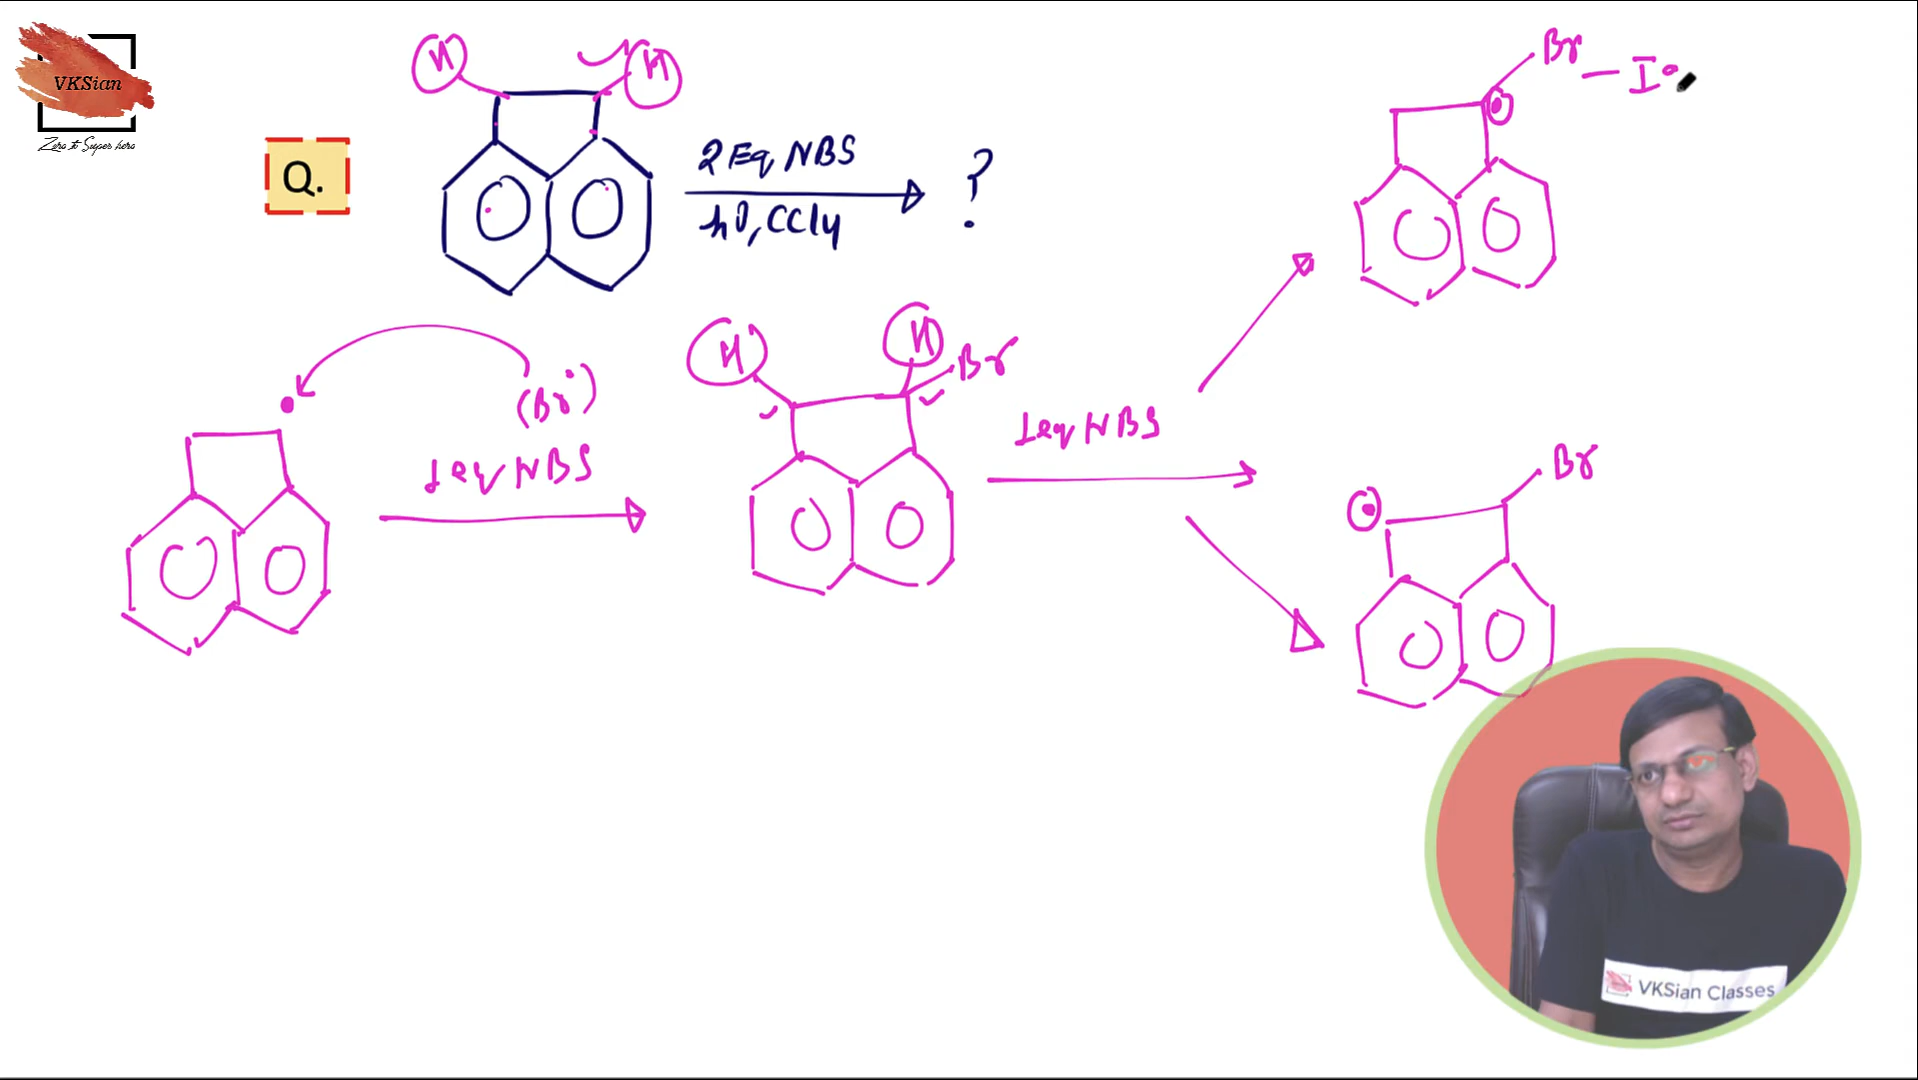 VKSian
Zero to Super hero
Q.
H
H
2 Eq NBS
hν, CCl4
?
(Br•)
1 eq NBS
H
H
Br
1 eq NBS
Br
- I
Br
VKSian Classes